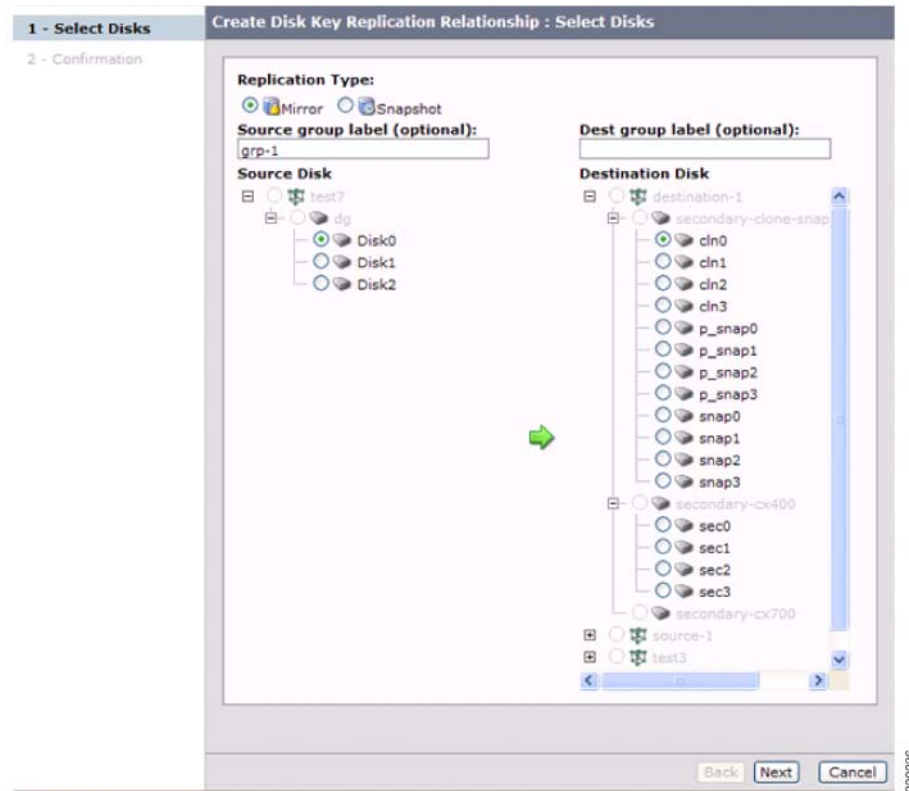 1 - Select Disks
2 - Confirmation
Create Disk Key Replication Relationship : Select Disks
Replication Type:
Mirror Snapshot
Source group label (optional):
grp-1
Source Disk
test7
dg
Disk0
Disk1
Disk2
Dest group label (optional):
Destination Disk
destination-1
secondary-clone-snap
cln0
cln1
cln2
cln3
p_snap0
p_snap1
p_snap2
p_snap3
snap0
snap1
snap2
snap3
secondary-cx400
sec0
sec1
sec2
sec3
secondary-cx700
source-1
test3
Back Next Cancel